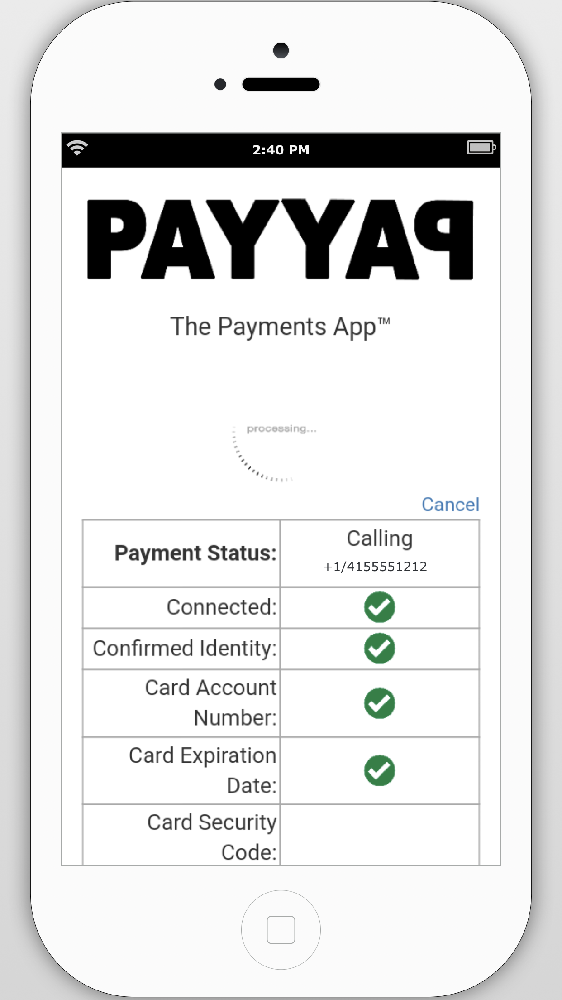 2:40 PM
PAYYAP
The Payments App™
processing...
Cancel
Payment Status:
Calling
+1/4155551212
Connected:
Confirmed Identity:
Card Account
Number:
Card Expiration
Date:
Card Security
Code: